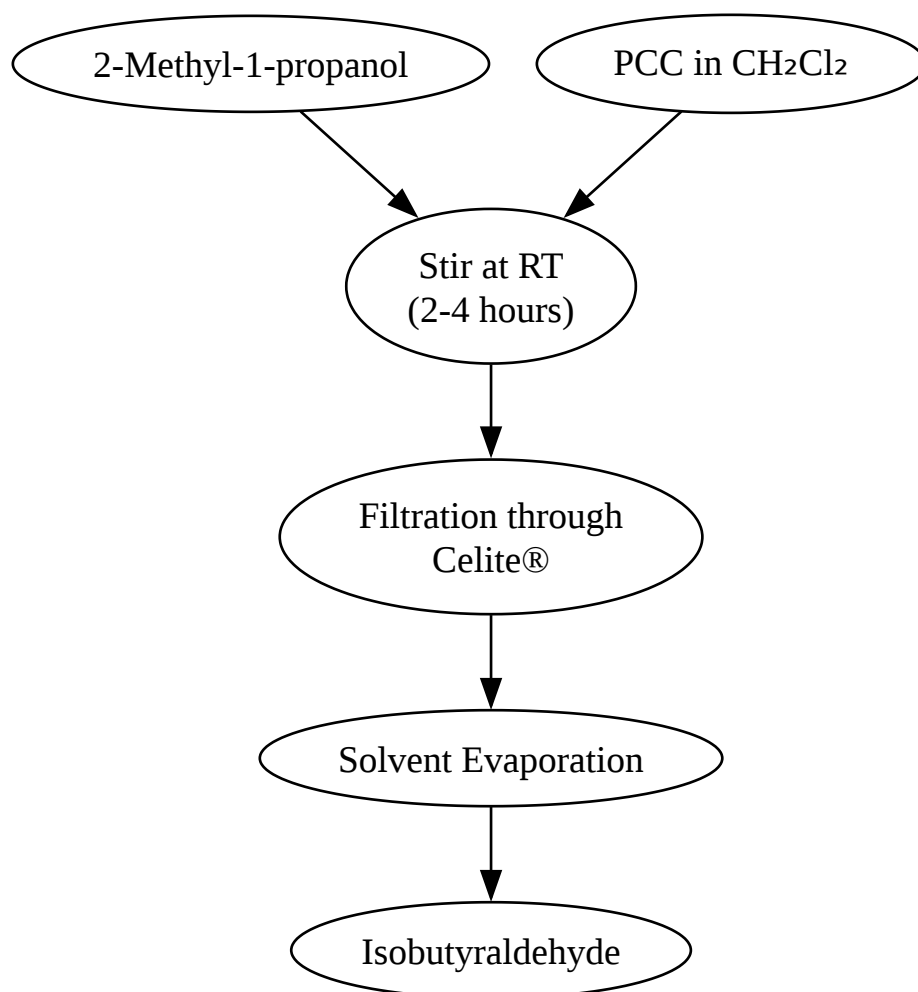 2-Methyl-1-propanol
PCC in CH₂Cl₂
Stir at RT
(2-4 hours)
Filtration through
Celite®
Solvent Evaporation
Isobutyraldehyde